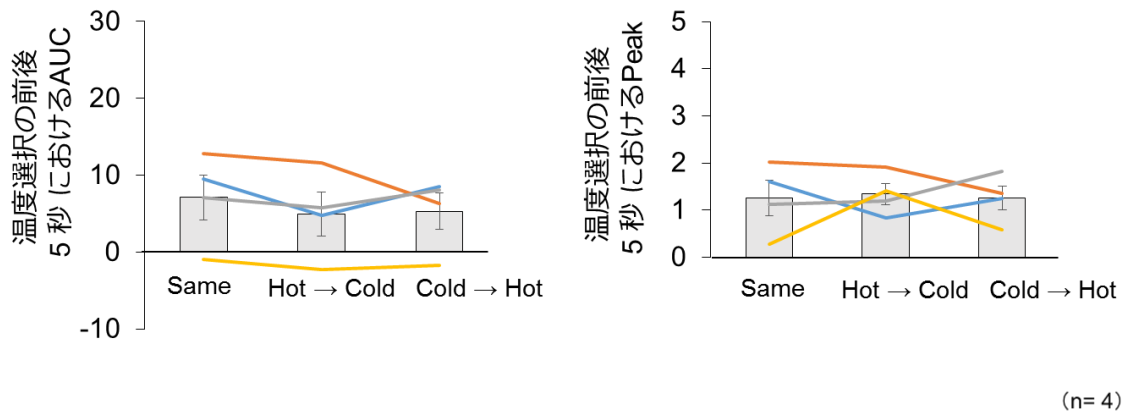 温度選択の前後
5秒 におけるAUC
30
20
10
0
-10
Same
Hot → Cold
Cold → Hot
温度選択の前後
5秒 におけるPeak
5
4
3
2
1
0
Same
Hot → Cold
Cold → Hot
(n= 4)